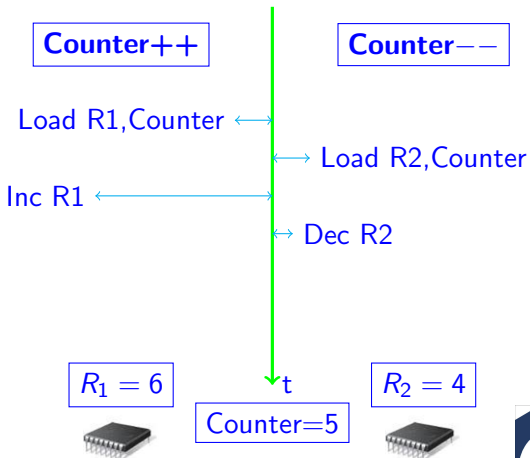 Counter++
Counter−−
Load R1,Counter
Load R2,Counter
Inc R1
Dec R2
R₁ = 6
t
R₂ = 4
Counter=5